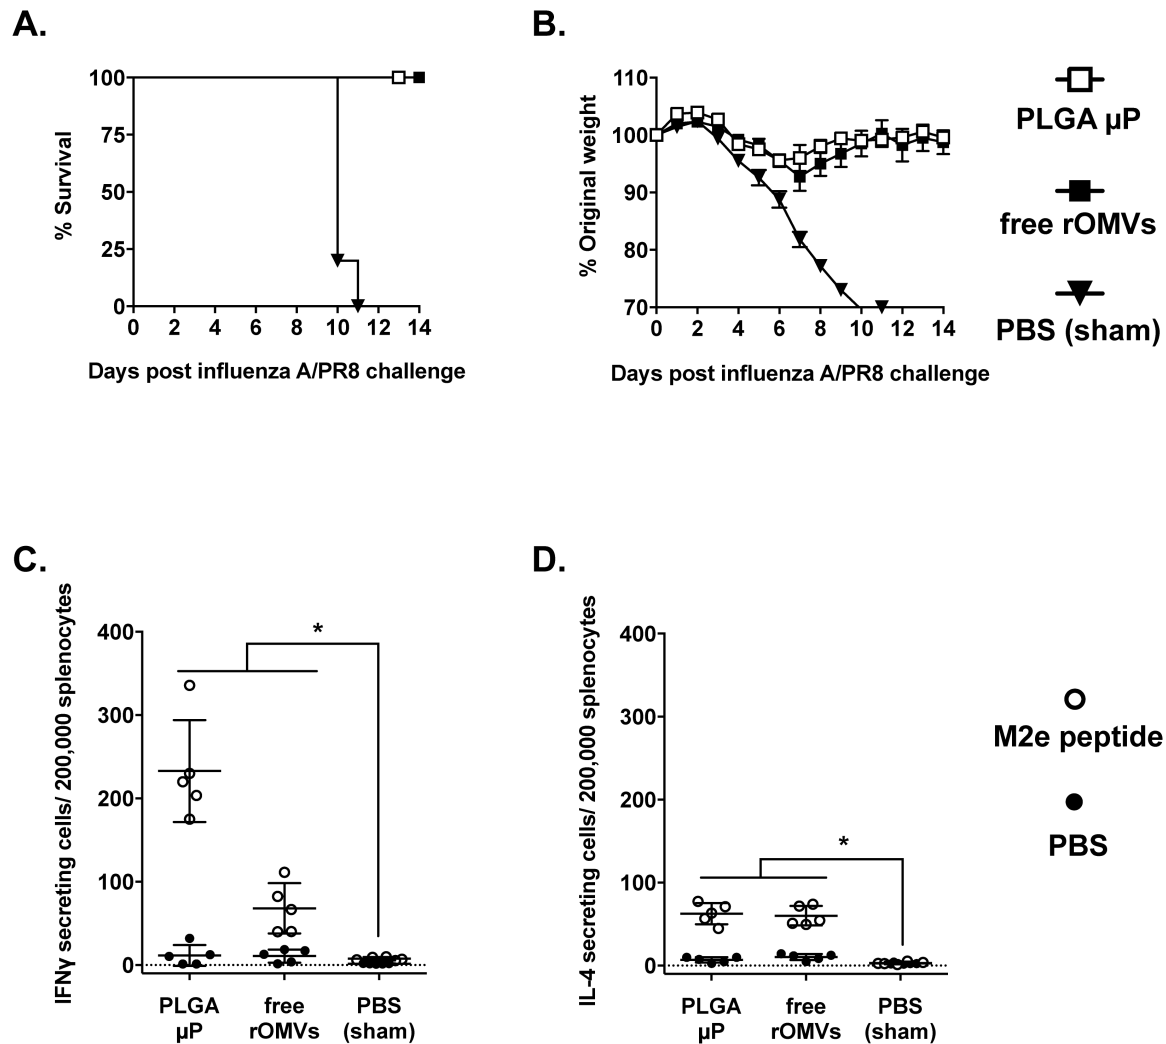 A.
100
75
50
25
0
% Survival
0 2 4 6 8 10 12 14
Days post influenza A/PR8 challenge
B.
110
100
90
80
70
% Original weight
0 2 4 6 8 10 12 14
Days post influenza A/PR8 challenge
PLGA µP
free rOMVs
PBS (sham)
C.
400
300
200
100
0
IFNγ secreting cells/ 200,000 splenocytes
*
PLGA
µP
free
rOMVs
PBS
(sham)
D.
400
300
200
100
0
IL-4 secreting cells/ 200,000 splenocytes
*
PLGA
µP
free
rOMVs
PBS
(sham)
M2e peptide
PBS